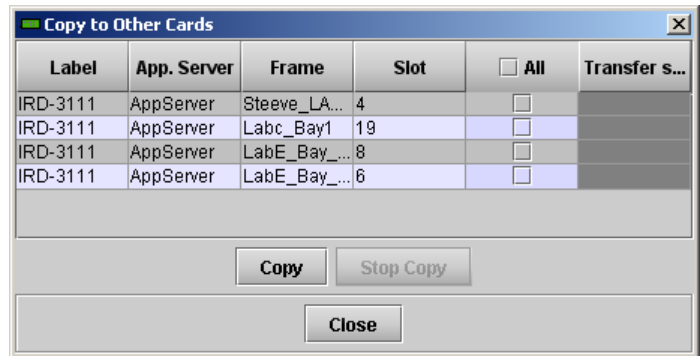 Copy to Other Cards
Label App. Server Frame Slot All Transfer s...
IRD-3111 AppServer Steeve_LA... 4
IRD-3111 AppServer Labc_Bay1 19
IRD-3111 AppServer LabE_Bay_... 8
IRD-3111 AppServer LabE_Bay_... 6
Copy Stop Copy
Close